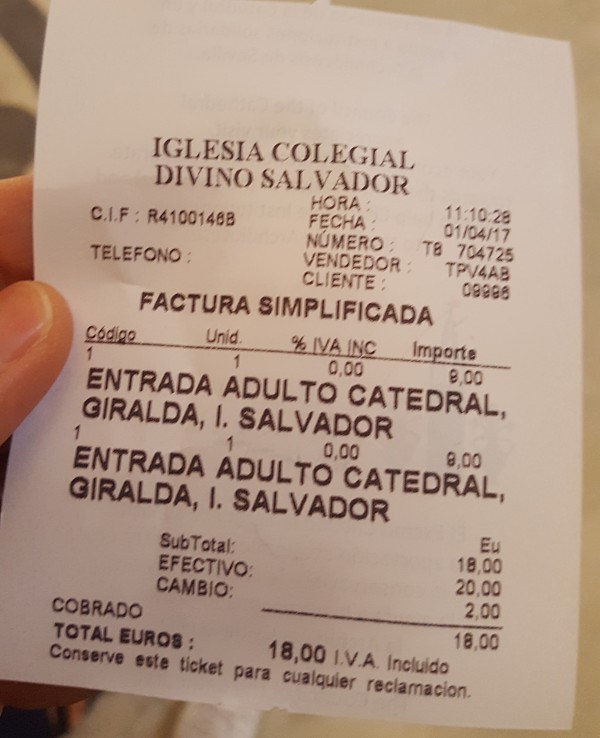 IGLESIA COLEGIAL
DIVINO SALVADOR
HORA : 11:10:28
C.I.F : R4100146B FECHA : 01/04/17
NÚMERO : T8 704725
TELEFONO : VENDEDOR : TPV4AB
CLIENTE : 09996
FACTURA SIMPLIFICADA
Código Unid. % IVA INC Importe
1 1 0,00 9,00
ENTRADA ADULTO CATEDRAL,
GIRALDA, I. SALVADOR
1 1 0,00 9,00
ENTRADA ADULTO CATEDRAL,
GIRALDA, I. SALVADOR
SubTotal: Eu
EFECTIVO: 18,00
CAMBIO: 20,00
2,00
COBRADO 18,00
TOTAL EUROS : 18,00 I.V.A. Incluido
Conserve este ticket para cualquier reclamacion.